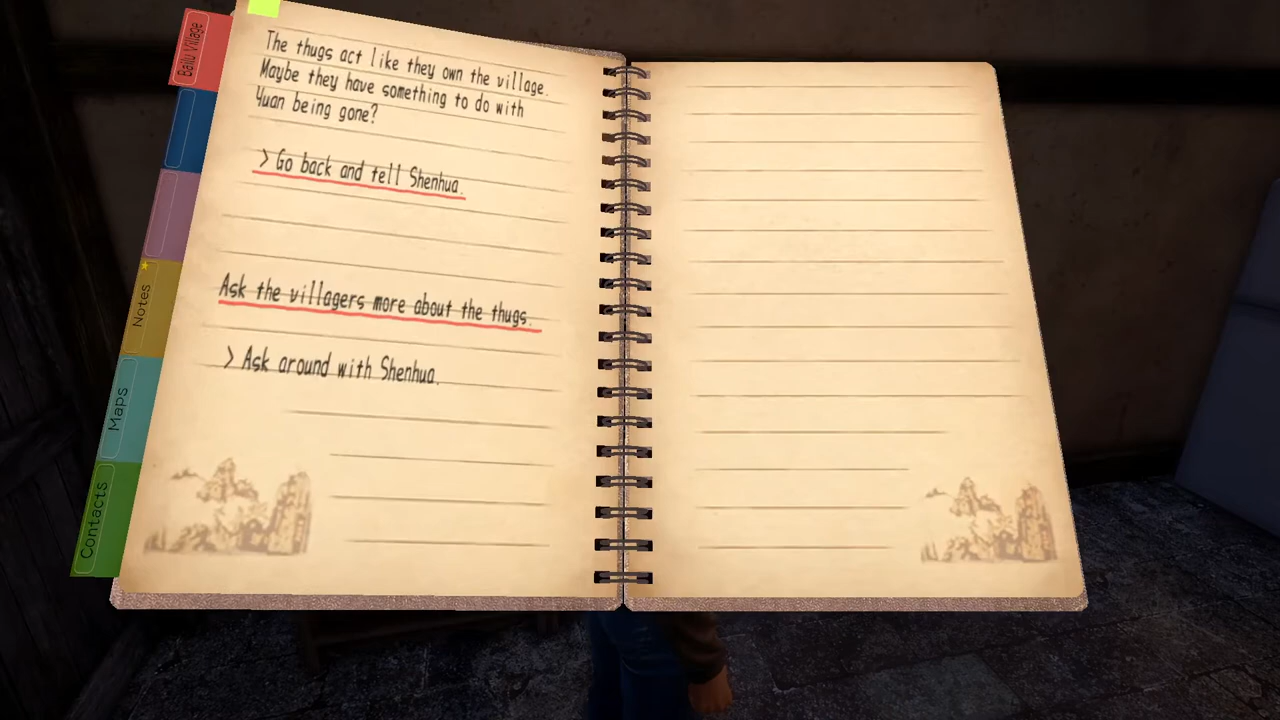 Bailu Village
The thugs act like they own the village.
Maybe they have something to do with
Yuan being gone?
> Go back and tell Shenhua.
Ask the villagers more about the thugs.
> Ask around with Shenhua.
Notes
Maps
Contacts